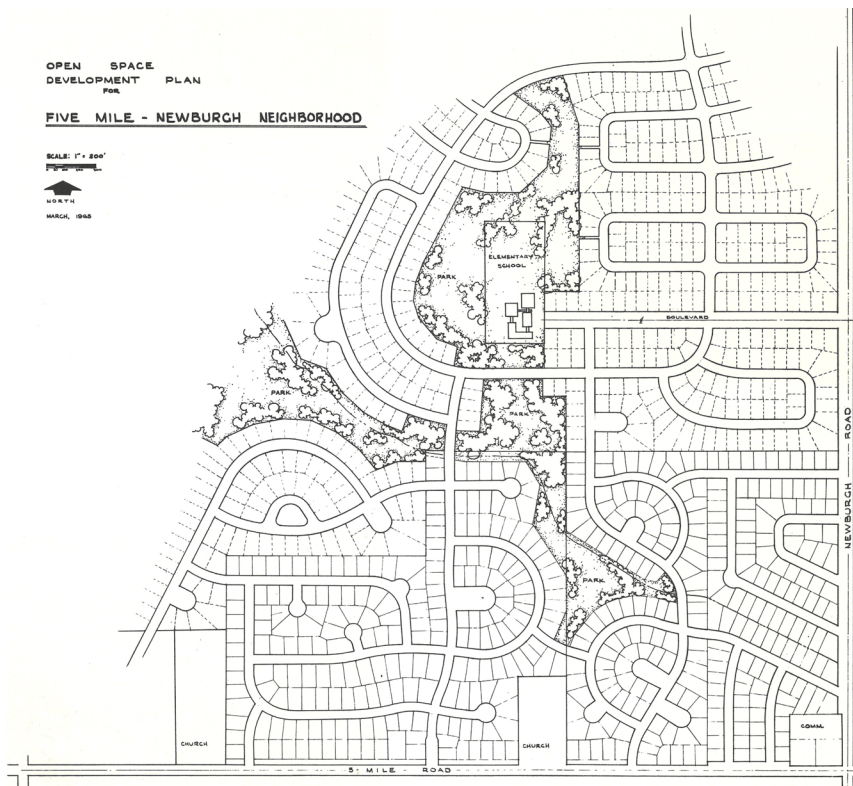 OPEN SPACE
DEVELOPMENT PLAN
FOR
FIVE MILE - NEWBURGH NEIGHBORHOOD
SCALE: 1" = 200'
NORTH
MARCH, 1965
ELEMENTARY
SCHOOL
PARK
BOULEVARD
PARK
PARK
NEWBURGH ROAD
PARK
CHURCH
CHURCH
COMM.
5 - MILE ROAD